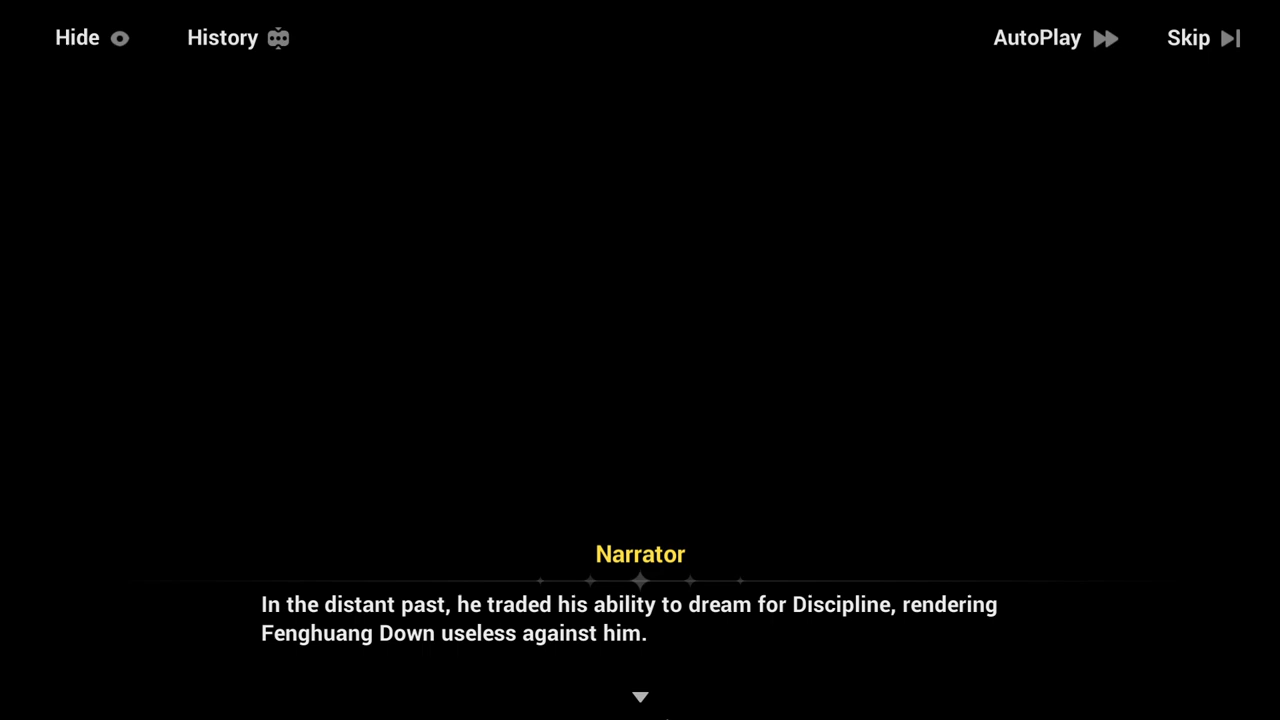 Hide
History
AutoPlay
Skip
Narrator
In the distant past, he traded his ability to dream for Discipline, rendering
Fenghuang Down useless against him.